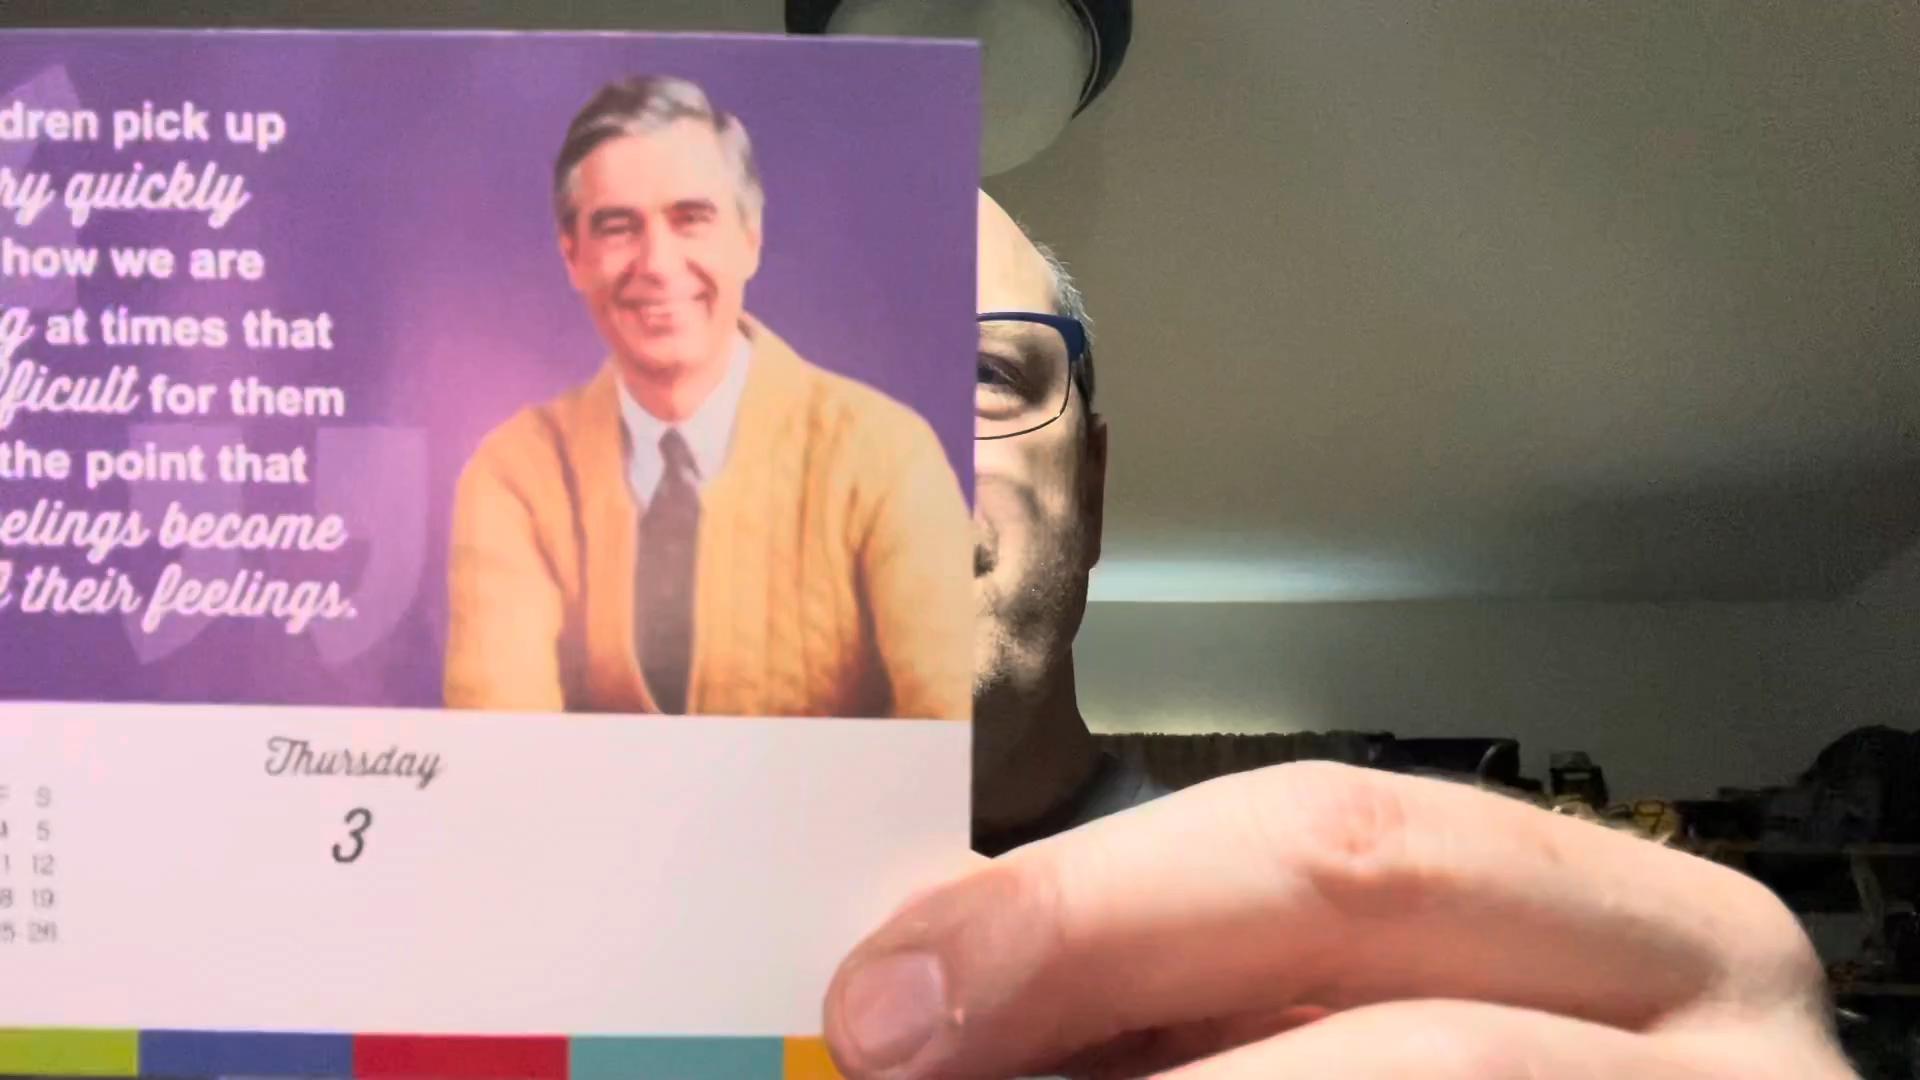 dren pick up
ry quickly
how we are
g at times that
fficult for them
the point that
eelings become
their feelings.
Thursday
3
F S
4 5
11 12
18 19
25 26